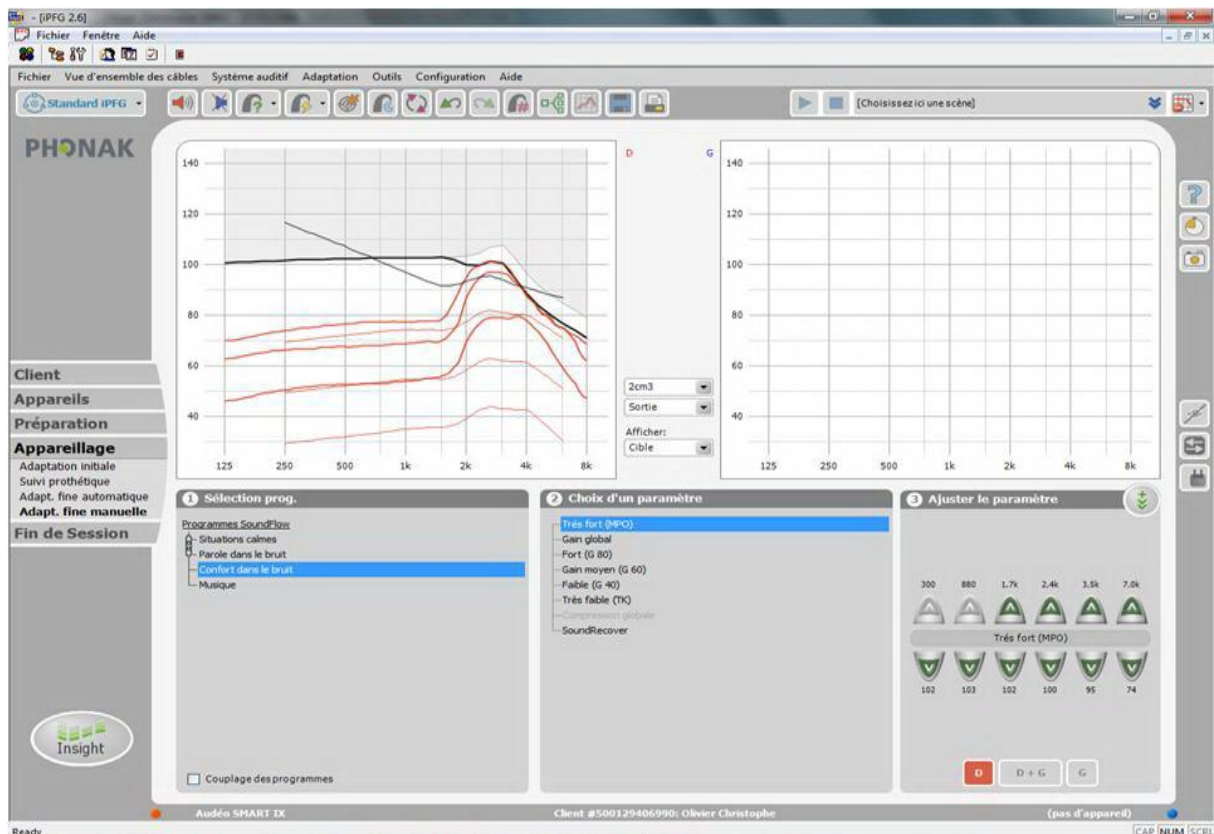 - [iPFG 2.6]
Fichier Fenêtre Aide
Fichier Vue d'ensemble des câbles Système auditif Adaptation Outils Configuration Aide
Standard iPFG
[Choisissez ici une scène]
PHONAK
D G
140 140
120 120
100 100
80 80
60 60
40 40
125 250 500 1k 2k 4k 8k
125 250 500 1k 2k 4k 8k
2cm3
Sortie
Afficher:
Cible
Client
Appareils
Préparation
Appareillage
Adaptation initiale
Suivi prothétique
Adapt. fine automatique
Adapt. fine manuelle
Fin de Session
Insight
1 Sélection prog.
Programmes SoundFlow
Situations calmes
Parole dans le bruit
Confort dans le bruit
Musique
Couplage des programmes
2 Choix d'un paramètre
Trés fort (MPO)
Gain global
Fort (G 80)
Gain moyen (G 60)
Faible (G 40)
Très faible (TK)
Compression globale
SoundRecover
3 Ajuster le paramètre
300 880 1.7k 2.4k 3.5k 7.0k
Trés fort (MPO)
102 103 102 100 95 74
D D + G G
Audéo SMART IX Client #500129406990: Olivier Christophe (pas d'appareil)
Ready CAP NUM SCRL